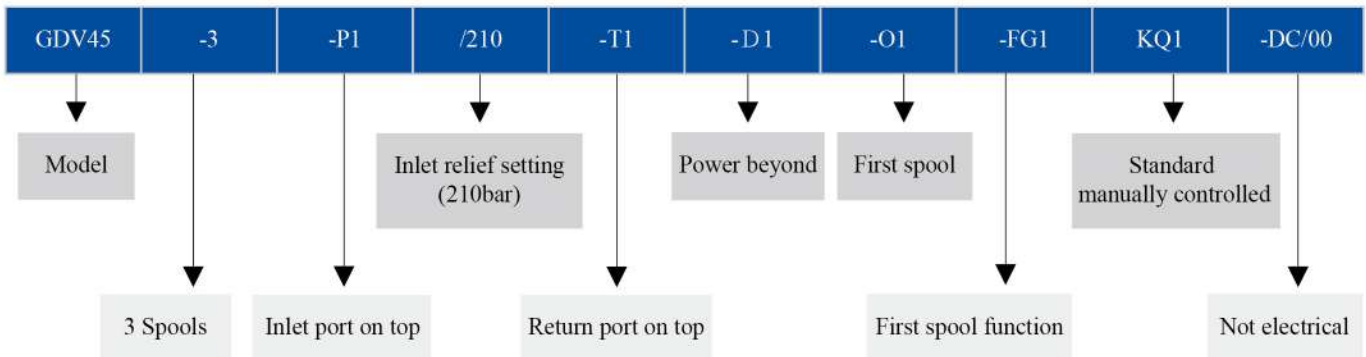 GDV45 -3 -P1 /210 -T1 -D1 -O1 -FG1 KQ1 -DC/00
Model
Inlet relief setting
(210bar)
Power beyond
First spool
Standard
manually controlled
3 Spools
Inlet port on top
Return port on top
First spool function
Not electrical